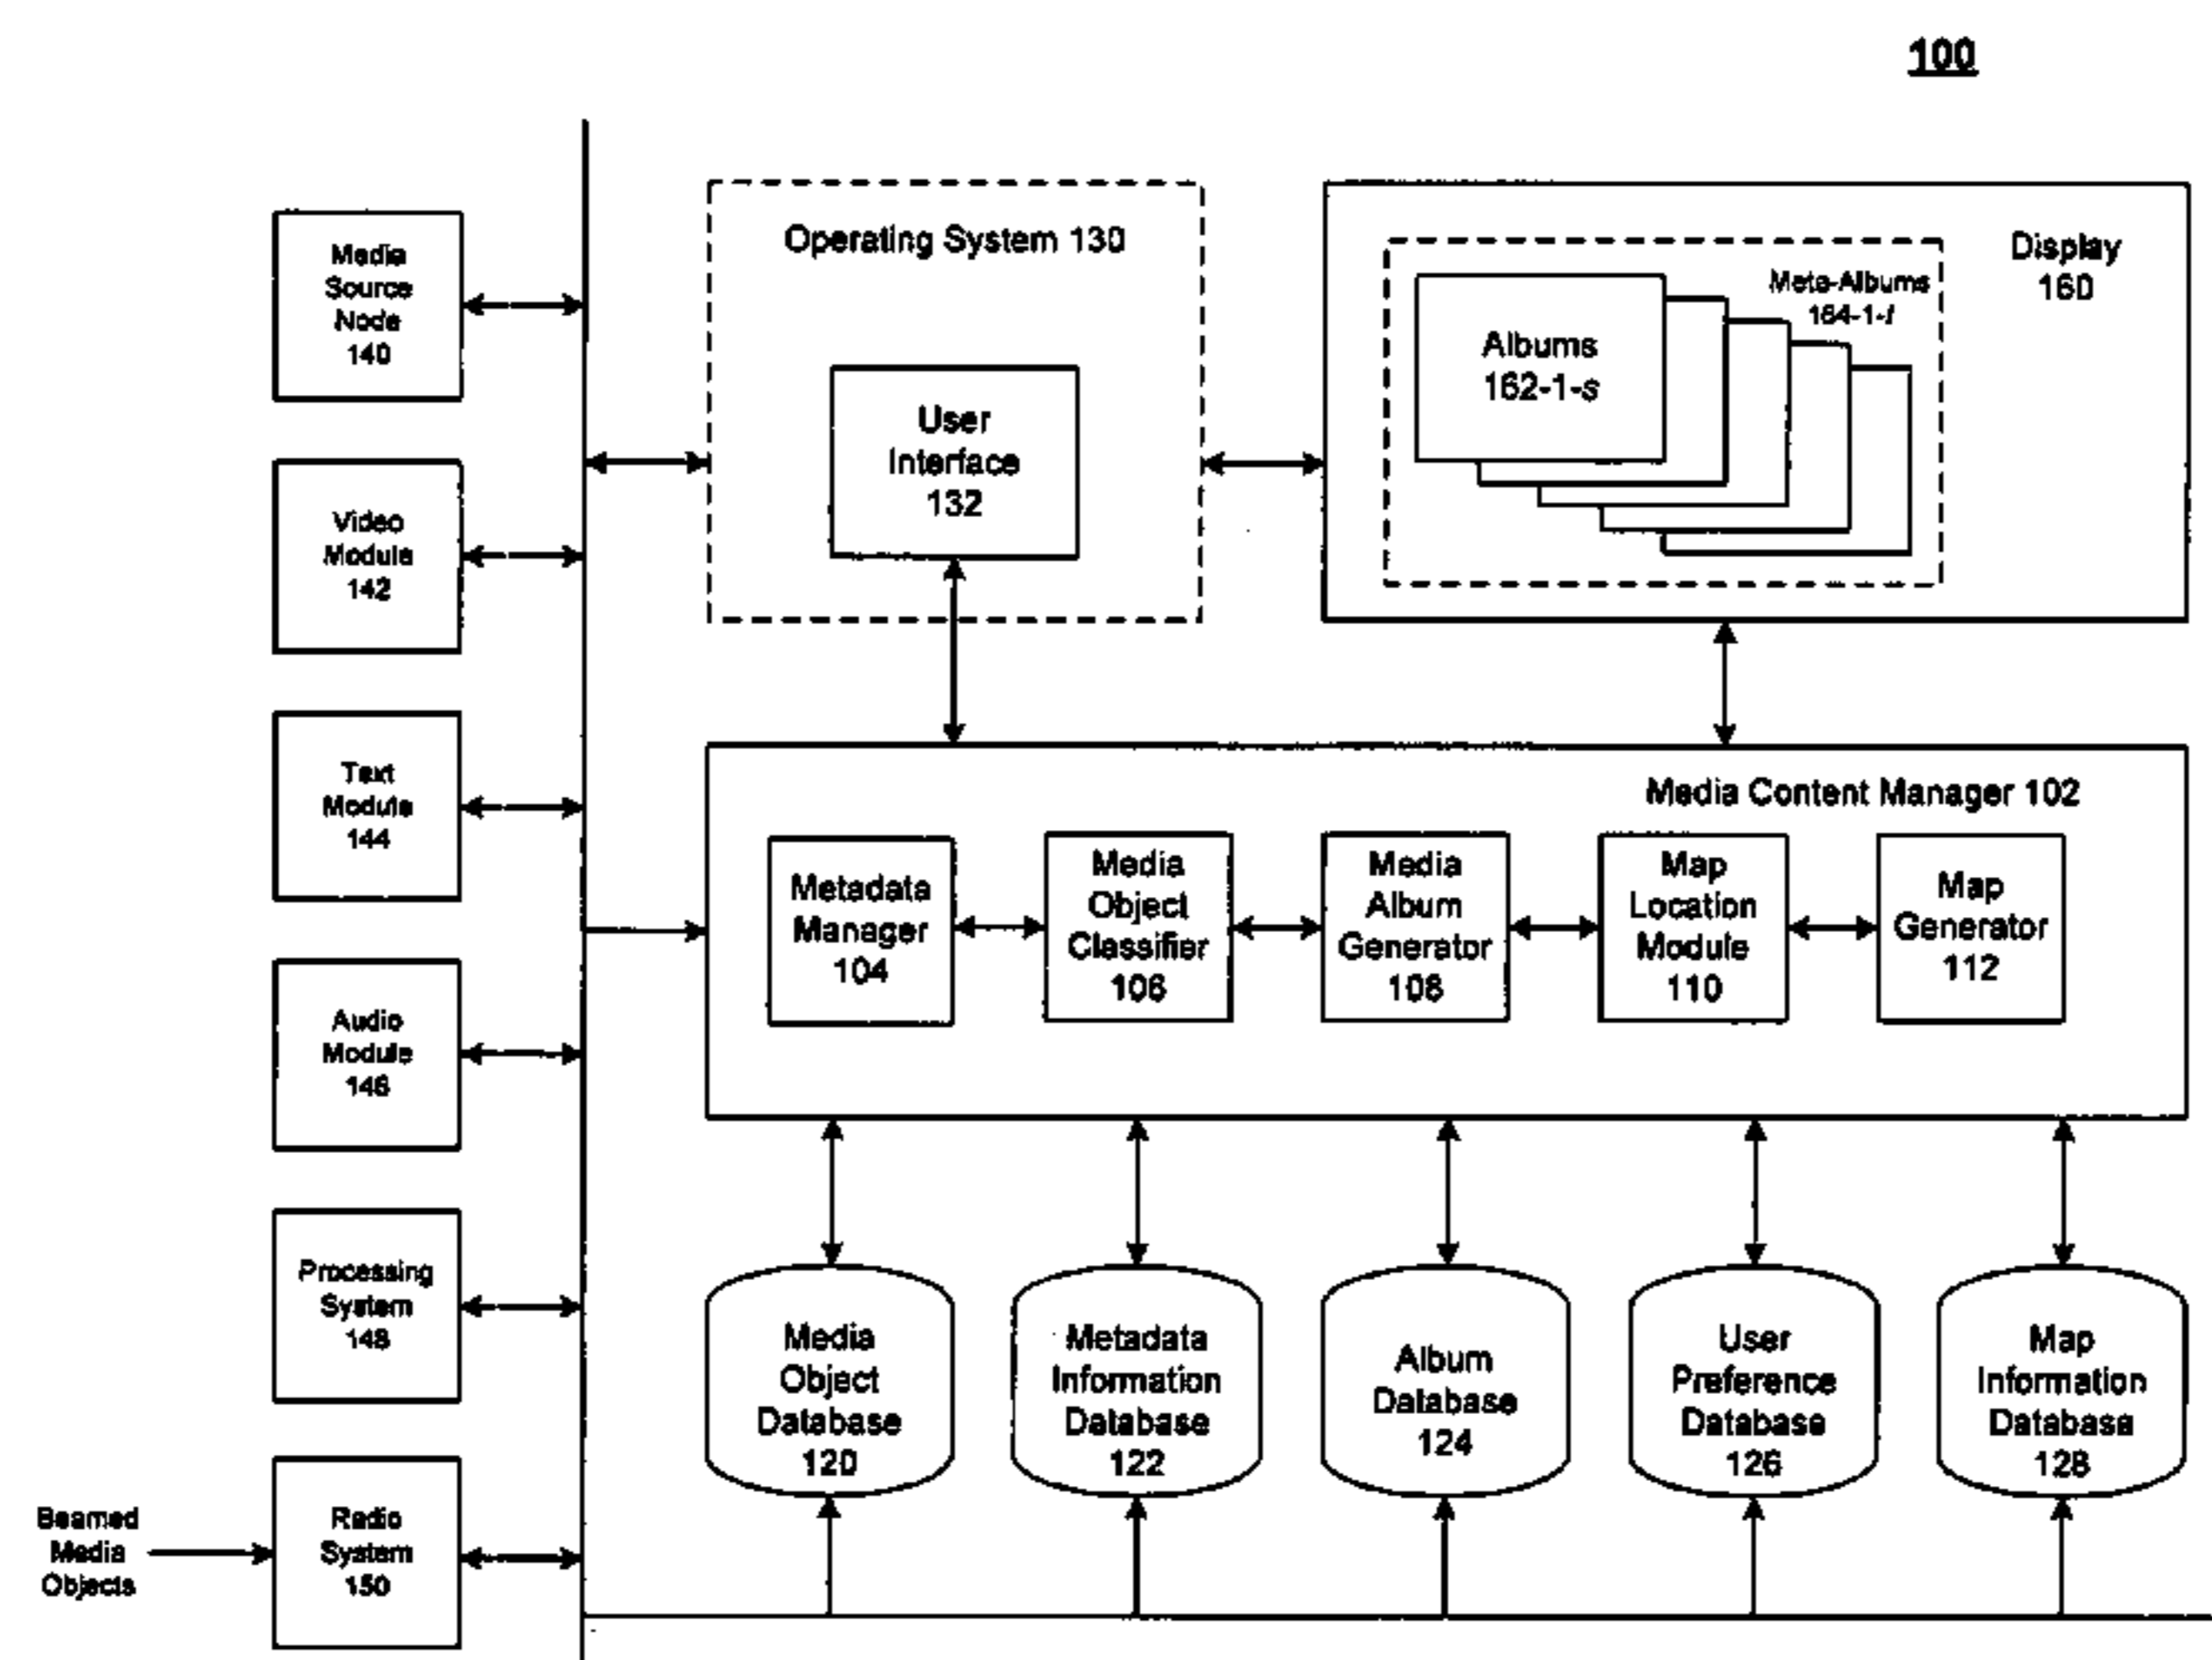 100
Media
Source
Node
140
Video
Module
142
Text
Module
144
Audio
Module
146
Processing
System
148
Beamed
Media
Objects
Radio
System
150
Operating System 130
User
Interface
132
Display
160
Meta-Albums
164-1-t
Albums
162-1-s
Media Content Manager 102
Metadata
Manager
104
Media
Object
Classifier
106
Media
Album
Generator
108
Map
Location
Module
110
Map
Generator
112
Media
Object
Database
120
Metadata
Information
Database
122
Album
Database
124
User
Preference
Database
126
Map
Information
Database
128